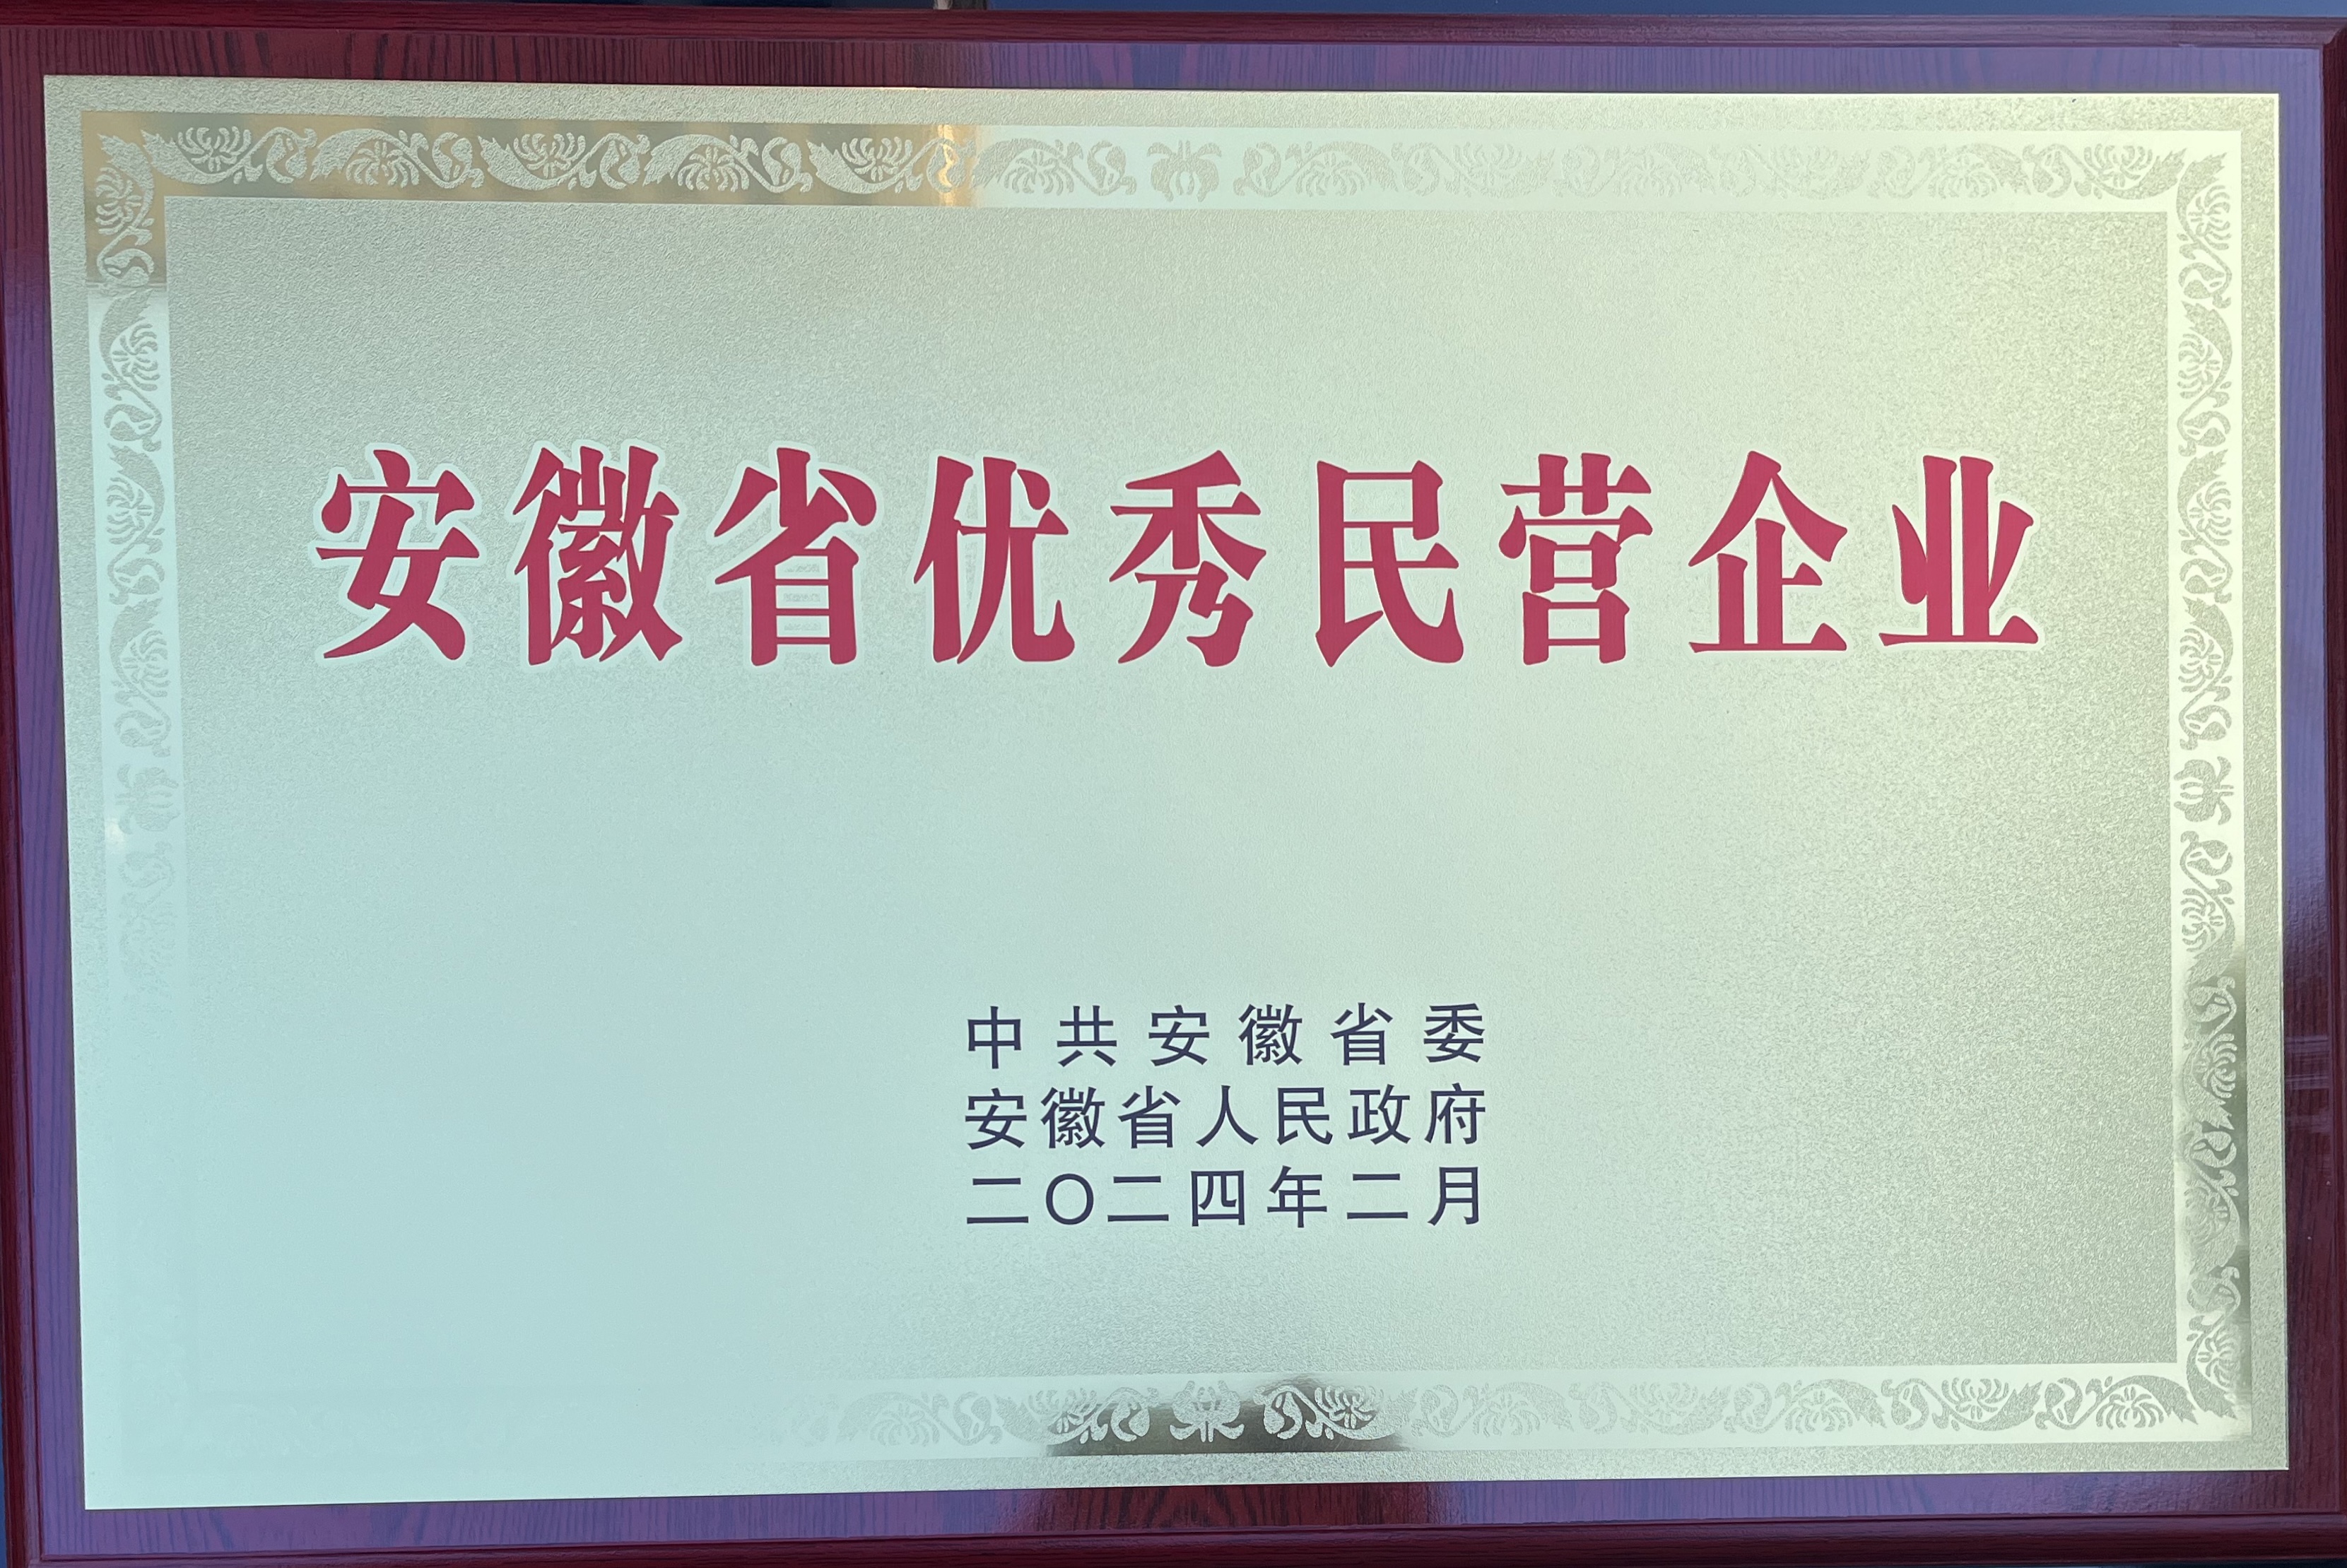 安徽省优秀民营企业
中共安徽省委
安徽省人民政府
二〇二四年二月